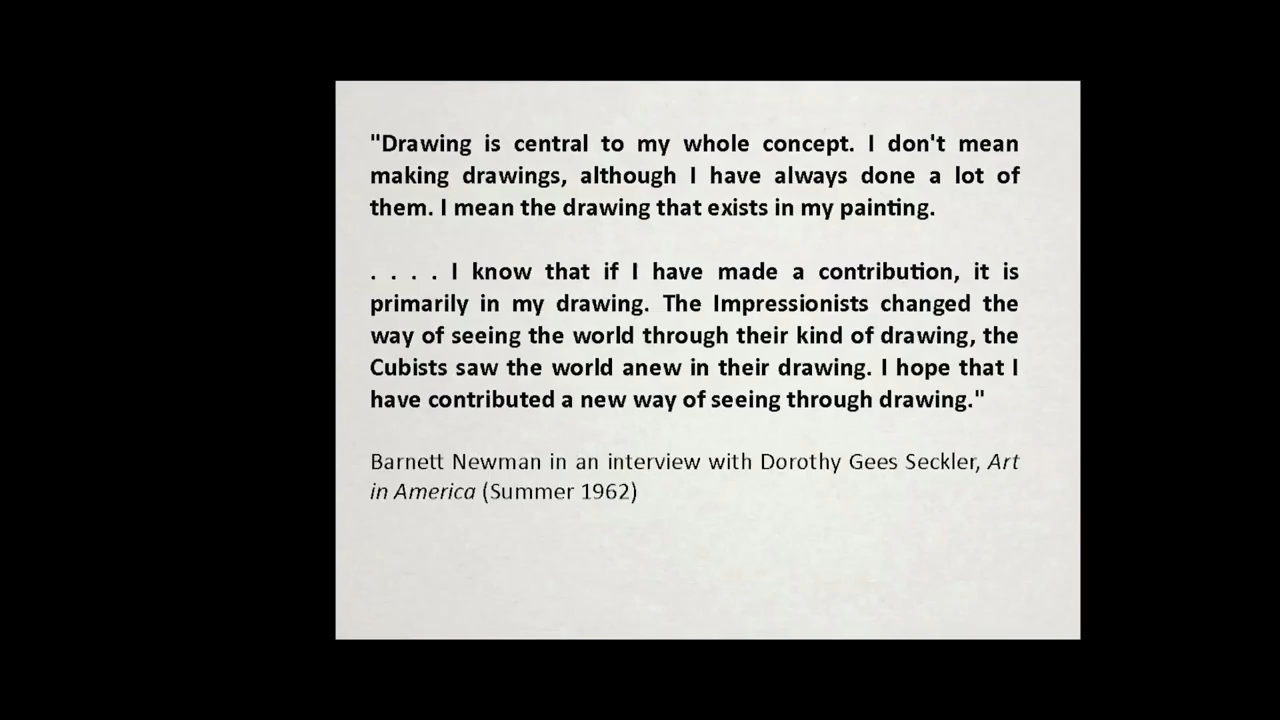 "Drawing is central to my whole concept. I don't mean
making drawings, although I have always done a lot of
them. I mean the drawing that exists in my painting.
. . . . I know that if I have made a contribution, it is
primarily in my drawing. The Impressionists changed the
way of seeing the world through their kind of drawing, the
Cubists saw the world anew in their drawing. I hope that I
have contributed a new way of seeing through drawing."
Barnett Newman in an interview with Dorothy Gees Seckler, Art
in America (Summer 1962)